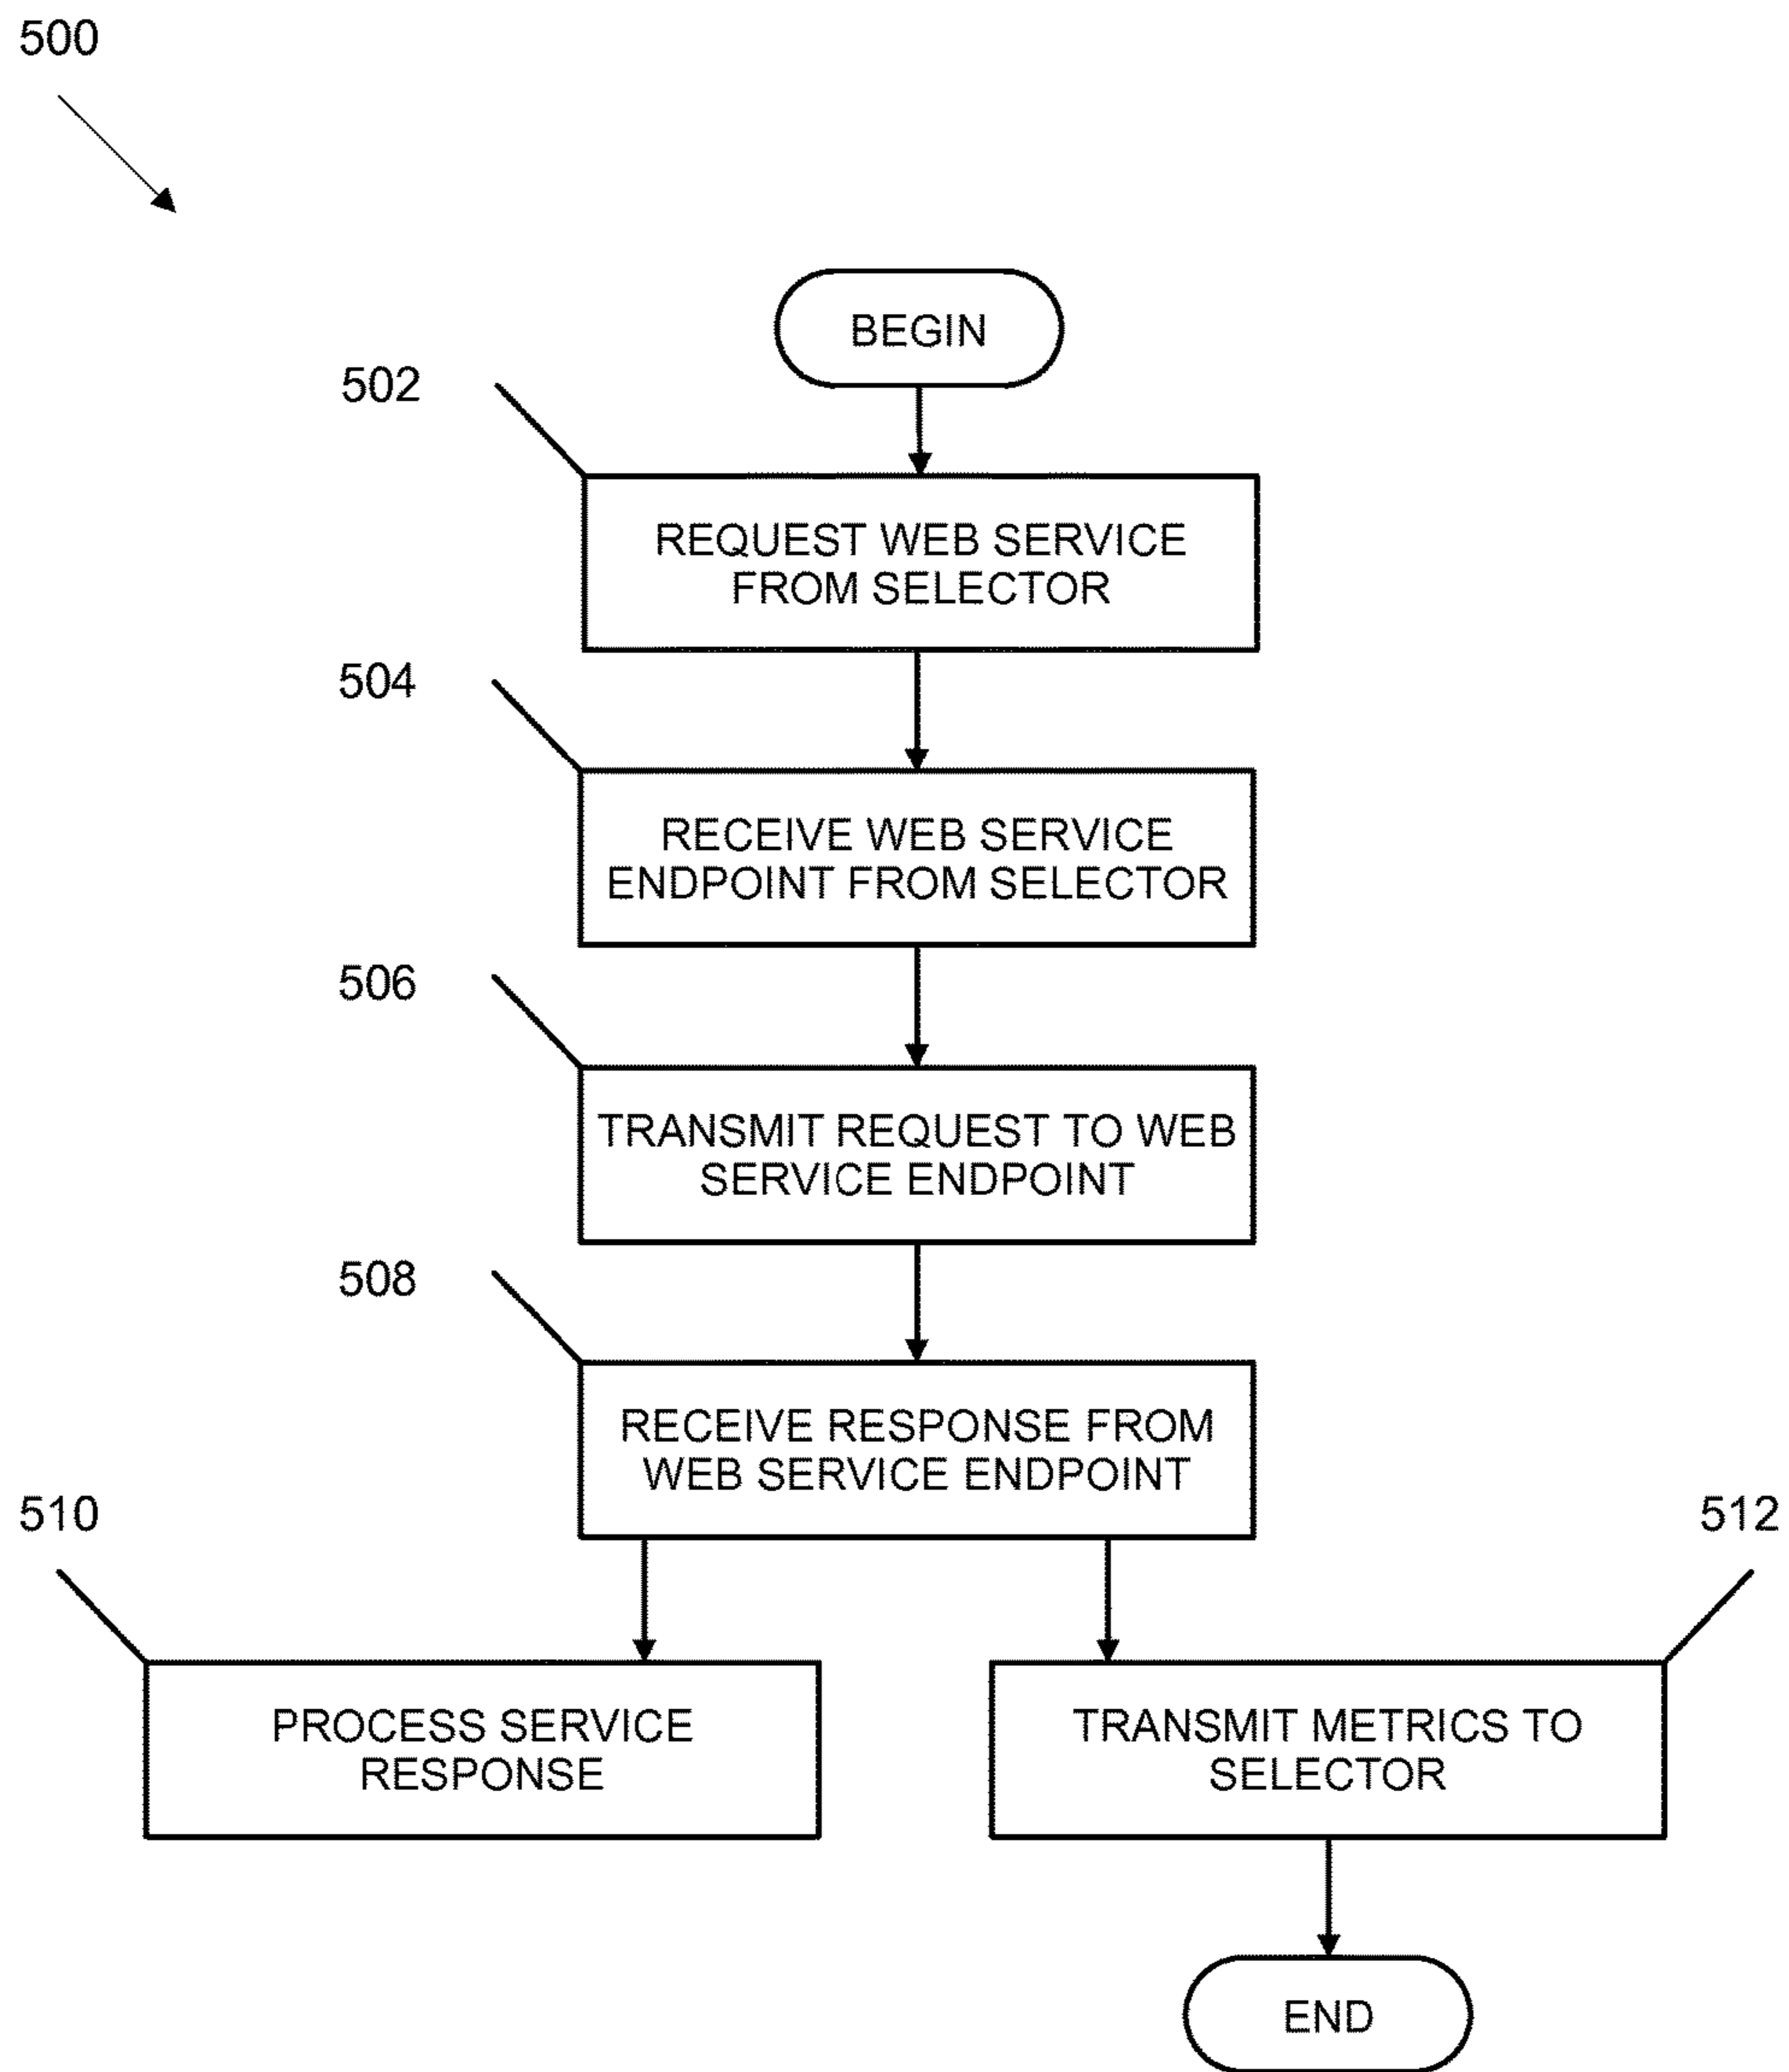 500
BEGIN
502
REQUEST WEB SERVICE
FROM SELECTOR
504
RECEIVE WEB SERVICE
ENDPOINT FROM SELECTOR
506
TRANSMIT REQUEST TO WEB
SERVICE ENDPOINT
508
RECEIVE RESPONSE FROM
WEB SERVICE ENDPOINT
510
512
PROCESS SERVICE
RESPONSE
TRANSMIT METRICS TO
SELECTOR
END